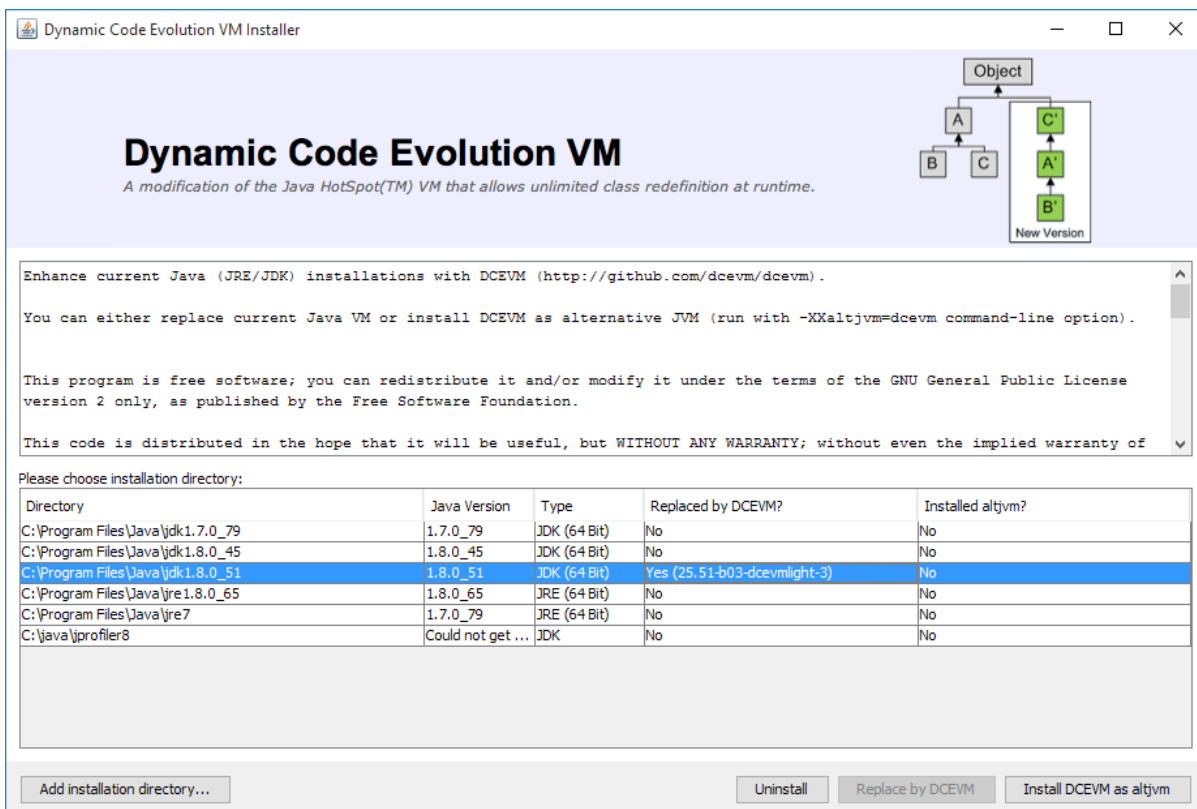 Dynamic Code Evolution VM Installer
Object
A
C'
B
C
A'
B'
New Version
Dynamic Code Evolution VM
A modification of the Java HotSpot(TM) VM that allows unlimited class redefinition at runtime.
Enhance current Java (JRE/JDK) installations with DCEVM (http://github.com/dcevm/dcevm).
You can either replace current Java VM or install DCEVM as alternative JVM (run with -XXaltjvm=dcevm command-line option).
This program is free software; you can redistribute it and/or modify it under the terms of the GNU General Public License
version 2 only, as published by the Free Software Foundation.
This code is distributed in the hope that it will be useful, but WITHOUT ANY WARRANTY; without even the implied warranty of
Please choose installation directory:
Directory Java Version Type Replaced by DCEVM? Installed altjvm?
C:\Program Files\Java\jdk1.7.0_79 1.7.0_79 JDK (64 Bit) No No
C:\Program Files\Java\jdk1.8.0_45 1.8.0_45 JDK (64 Bit) No No
C:\Program Files\Java\jdk1.8.0_51 1.8.0_51 JDK (64 Bit) Yes (25.51-b03-dcevmlight-3) No
C:\Program Files\Java\jre1.8.0_65 1.8.0_65 JRE (64 Bit) No No
C:\Program Files\Java\jre7 1.7.0_79 JRE (64 Bit) No No
C:\java\jprofiler8 Could not get ... JDK No No
Add installation directory... Uninstall Replace by DCEVM Install DCEVM as altjvm